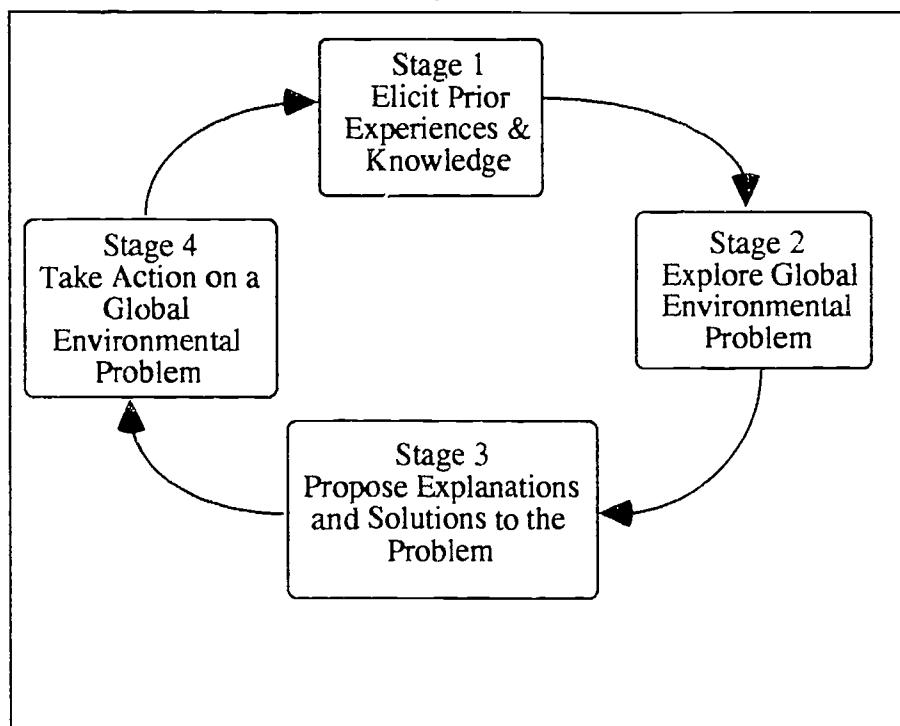 Stage 1
Elicit Prior
Experiences &
Knowledge
Stage 2
Explore Global
Environmental
Problem
Stage 3
Propose Explanations
and Solutions to the
Problem
Stage 4
Take Action on a
Global
Environmental
Problem